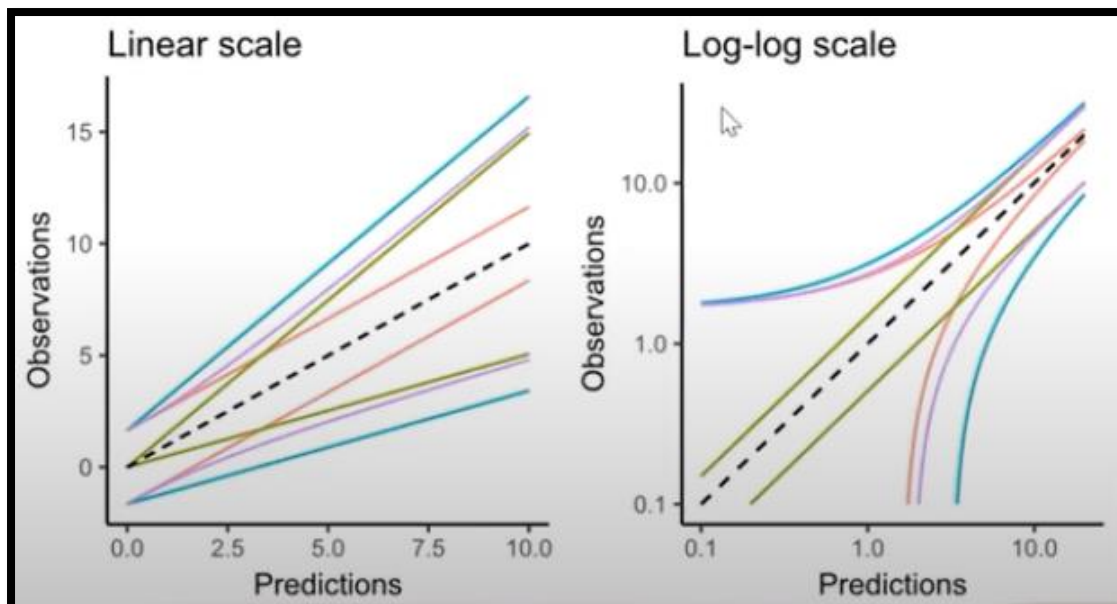 Linear scale
15
10
5
0
Observations
0.0 2.5 5.0 7.5 10.0
Predictions
Log-log scale
10.0
1.0
0.1
Observations
0.1 1.0 10.0
Predictions